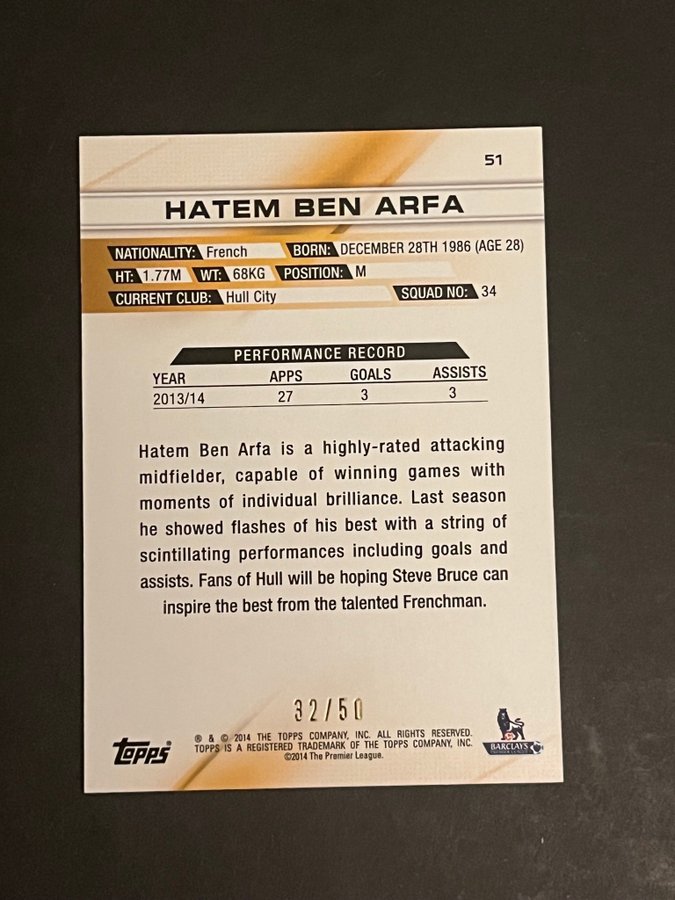 51
HATEM BEN ARFA
NATIONALITY: French BORN: DECEMBER 28TH 1986 (AGE 28)
HT: 1.77M WT: 68KG POSITION: M
CURRENT CLUB: Hull City SQUAD NO: 34
PERFORMANCE RECORD
YEAR APPS GOALS ASSISTS
2013/14 27 3 3
Hatem Ben Arfa is a highly-rated attacking
midfielder, capable of winning games with
moments of individual brilliance. Last season
he showed flashes of his best with a string of
scintillating performances including goals and
assists. Fans of Hull will be hoping Steve Bruce can
inspire the best from the talented Frenchman.
32/50
TOPPS®
® & © 2014 THE TOPPS COMPANY, INC. ALL RIGHTS RESERVED.
TOPPS IS A REGISTERED TRADEMARK OF THE TOPPS COMPANY, INC.
©2014 The Premier League.
BARCLAYS
PREMIER LEAGUE